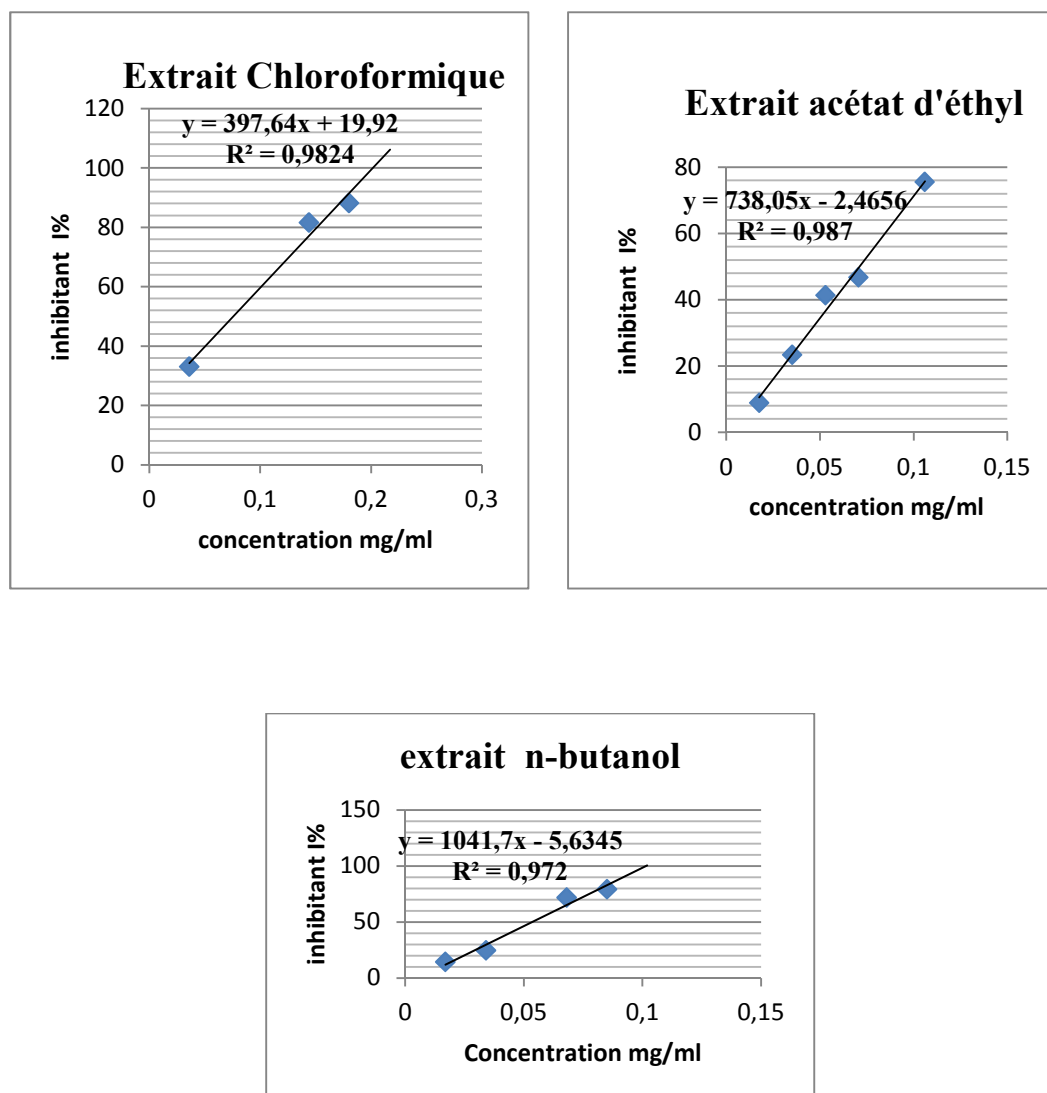 Extrait Chloroformique
y = 397,64x + 19,92
R² = 0,9824
inhibitant I%
120
100
80
60
40
20
0
0 0,1 0,2 0,3
concentration mg/ml
Extrait acétat d'éthyl
y = 738,05x - 2,4656
R² = 0,987
inhibitant I%
80
60
40
20
0
0 0,05 0,1 0,15
concentration mg/ml
extrait n-butanol
y = 1041,7x - 5,6345
R² = 0,972
inhibitant I%
150
100
50
0
0 0,05 0,1 0,15
Concentration mg/ml